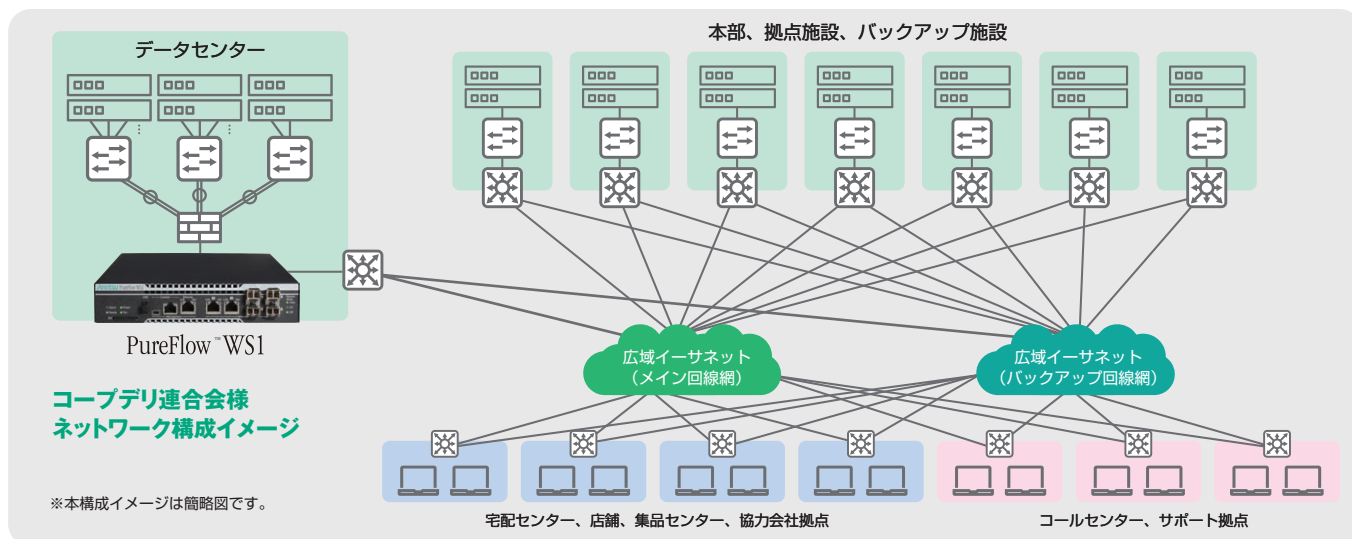 データセンター
本部、拠点施設、バックアップ施設
PureFlow™WS1
広域イーサネット
（メイン回線網）
広域イーサネット
（バックアップ回線網）
コープデリ連合会様
ネットワーク構成イメージ
※本構成イメージは簡略図です。
宅配センター、店舗、集品センター、協力会社拠点
コールセンター、サポート拠点